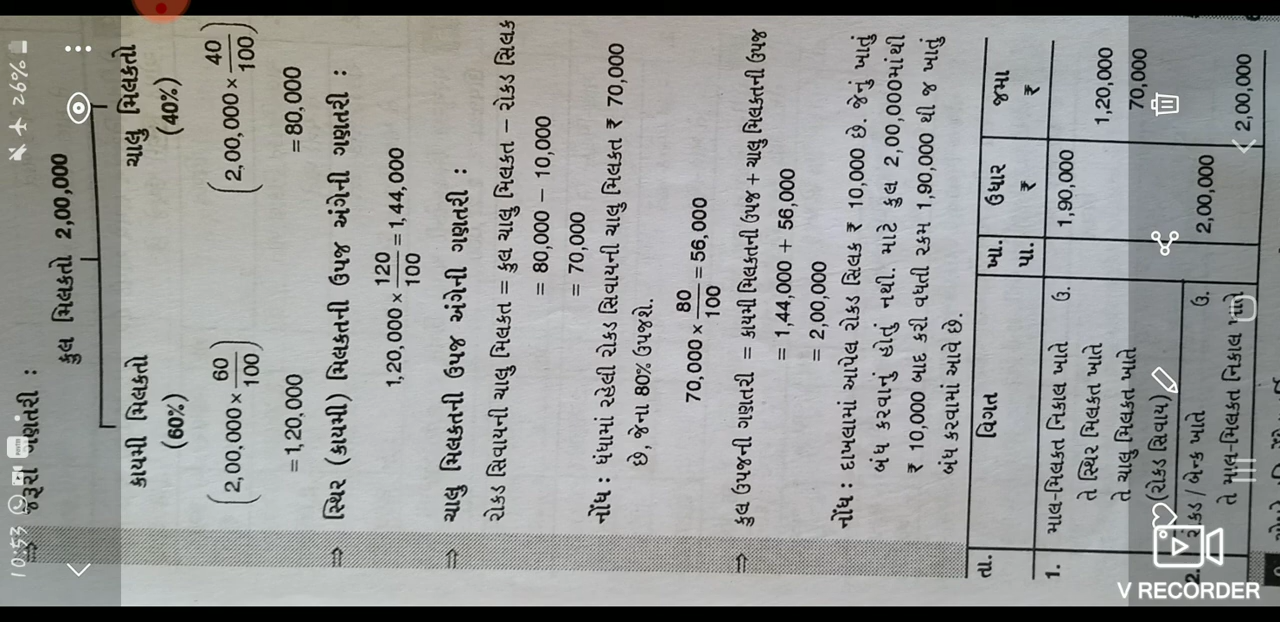 10:53
26%
જરૂરી ગણતરી :
કુલ મિલકતો 2,00,000
કાયમી મિલકતો ચાલુ મિલકતો
(60%) (40%)
(2,00,000 × 60/100) (2,00,000 × 40/100)
= 1,20,000 = 80,000
⇒ સ્થિર (કાયમી) મિલકતની ઉપજ અંગેની ગણતરી :
1,20,000 × 120/100 = 1,44,000
⇒ ચાલુ મિલકતની ઉપજ અંગેની ગણતરી :
રોકડ સિવાયની ચાલુ મિલકત = કુલ ચાલુ મિલકત – રોકડ સિલક
= 80,000 – 10,000
= 70,000
નોંધ : ધંધામાં રહેલી રોકડ સિવાયની ચાલુ મિલકત ₹ 70,000
છે, જેના 80% ઉપજશે.
70,000 × 80/100 = 56,000
⇒ કુલ ઉપજની ગણતરી = કાયમી મિલકતની ઉપજ + ચાલુ મિલકતની ઉપજ
= 1,44,000 + 56,000
= 2,00,000
નોંધ : દાખલામાં આપેલ રોકડ સિલક ₹ 10,000 છે. જેનું ખાતું
બંધ કરવાનું હોતું નથી. માટે કુલ 2,00,000માંથી
₹ 10,000 બાદ કરી વધતી રકમ 1,90,000 થી જ ખાતું
બંધ કરવામાં આવે છે.
તા. વિગત ખા. ઉધાર જમા
પા. ₹ ₹
1. માલ-મિલકત નિકાલ ખાતે ઉ. 1,90,000
તે સ્થિર મિલકત ખાતે 1,20,000
તે ચાલુ મિલકત ખાતે 70,000
(રોકડ સિવાય)
2. રોકડ / બેન્ક ખાતે ઉ. 2,00,000
તે માલ-મિલકત નિકાલ ખાતે 2,00,000
V RECORDER